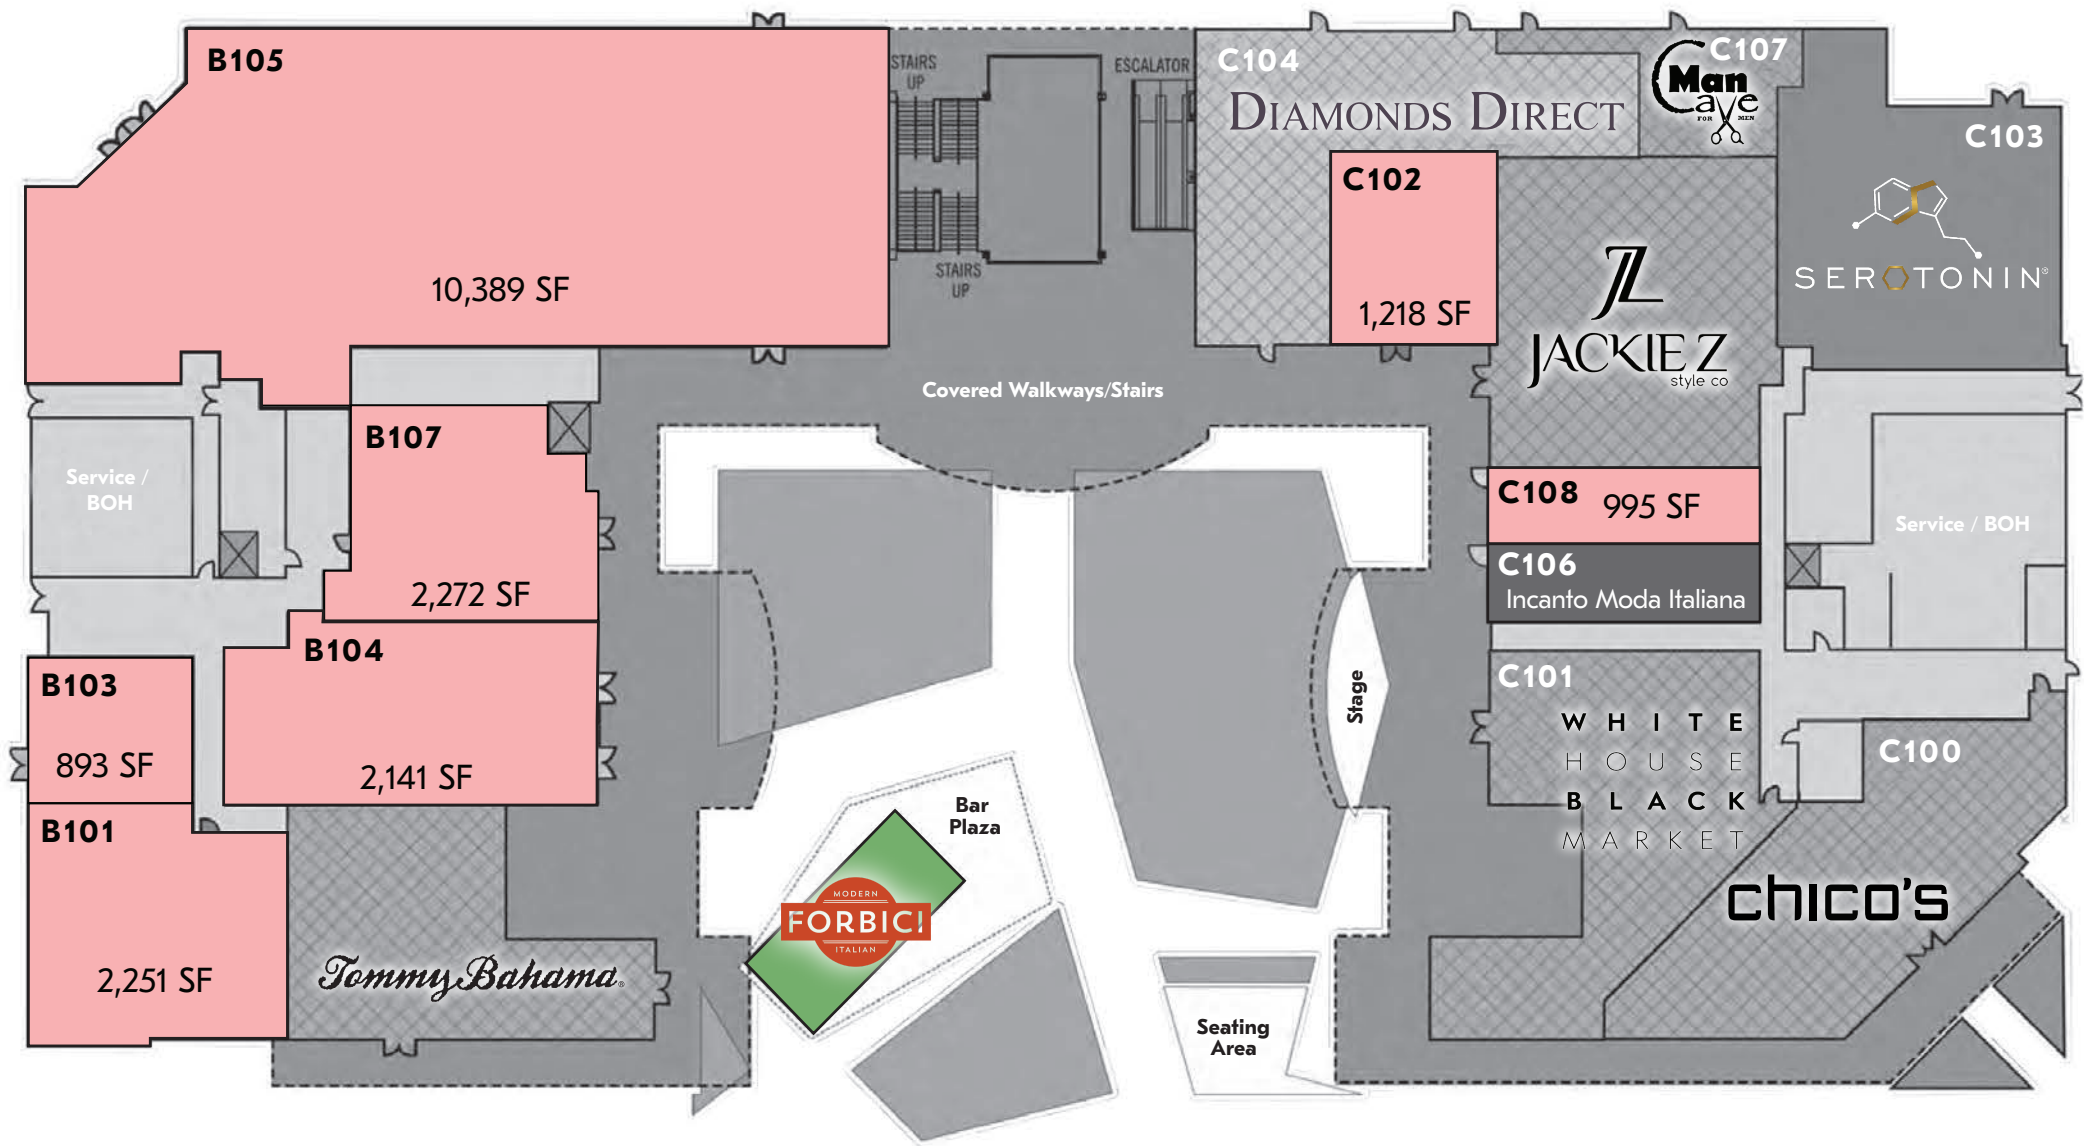 B105
10,389 SF
STAIRS
UP
STAIRS
UP
ESCALATOR
C104
DIAMONDS DIRECT
C107
Man
Cave
FOR MEN
C103
SEROTONIN®
C102
1,218 SF
JZ
JACKIE Z
style co
Covered Walkways/Stairs
B107
2,272 SF
Service /
BOH
C108 995 SF
C106
Incanto Moda Italiana
Service / BOH
B104
2,141 SF
B103
893 SF
B101
2,251 SF
Stage
C101
WHITE
HOUSE
BLACK
MARKET
C100
chico's
Bar
Plaza
MODERN
FORBICI
ITALIAN
Tommy Bahama®
Seating
Area